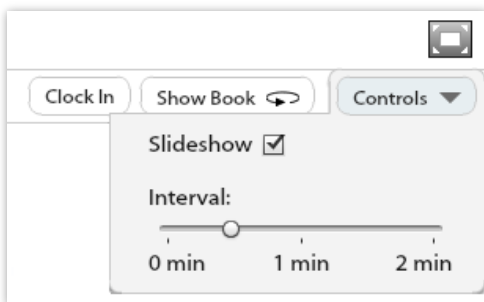 Clock In Show Book Controls
Slideshow
Interval:
0 min 1 min 2 min